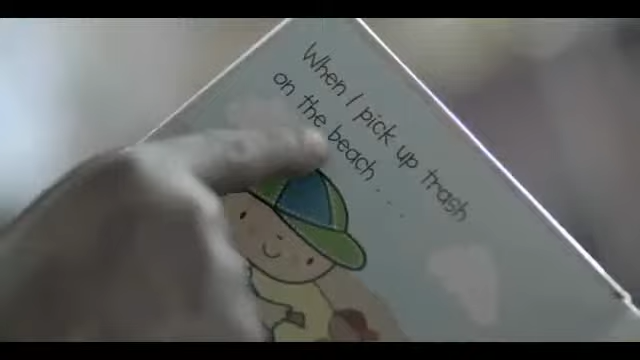 When I pick up trash
on the beach . . .